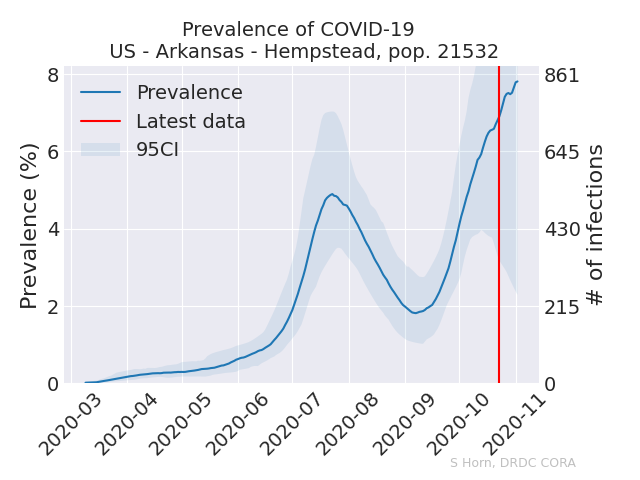 Prevalence of COVID-19
US - Arkansas - Hempstead, pop. 21532
Prevalence
Latest data
95CI
Prevalence (%)
8
6
4
2
0
861
645
430
215
0
# of infections
2020-03
2020-04
2020-05
2020-06
2020-07
2020-08
2020-09
2020-10
2020-11
S Horn, DRDC CORA